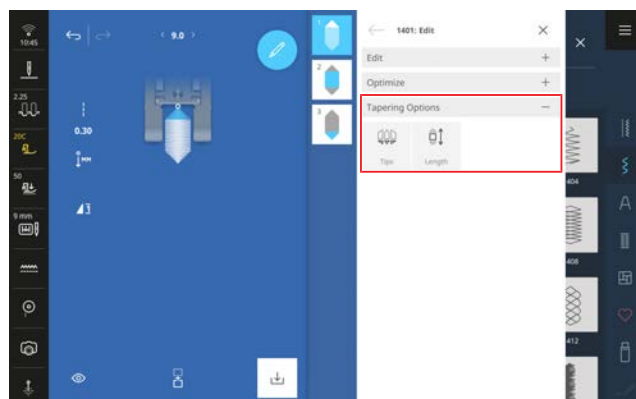 10:45
2.25
20C
50
9 mm
9.0
0.30
MM
1
2
3
1401: Edit
Edit
Optimize
Tapering Options
Tips
Length
404
408
412